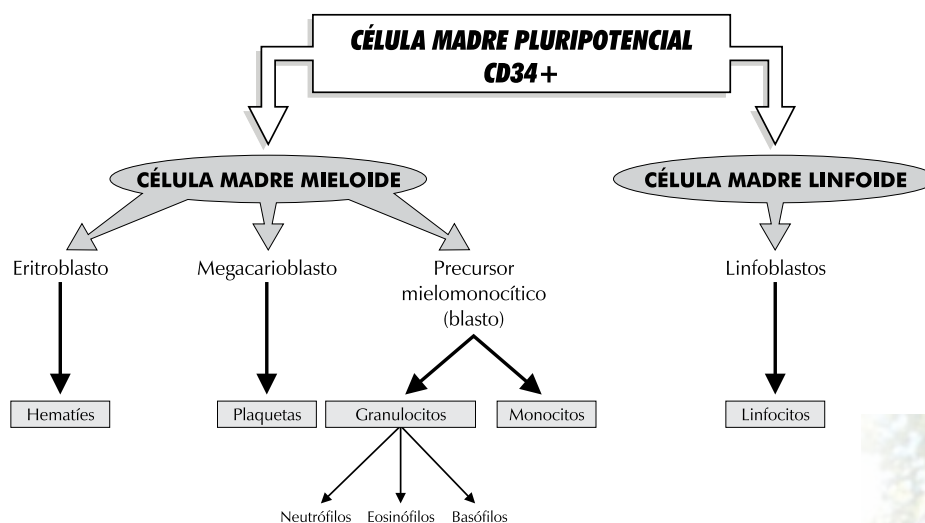 CÉLULA MADRE PLURIPOTENCIAL
CD34+
CÉLULA MADRE MIELOIDE
CÉLULA MADRE LINFOIDE
Eritroblasto
Megacarioblasto
Precursor
mielomonocítico
(blasto)
Linfoblastos
Hematíes
Plaquetas
Granulocitos
Monocitos
Linfocitos
Neutrófilos
Eosinófilos
Basófilos